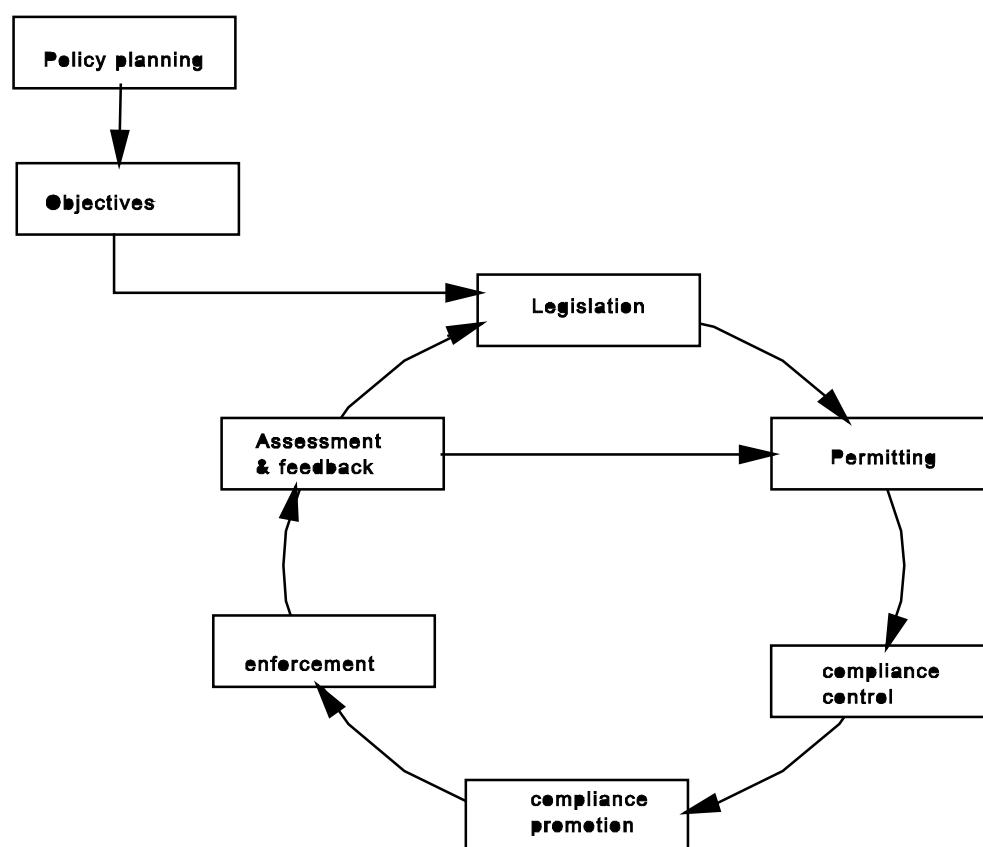 Policy planning
Objectives
Legislation
Assessment
& feedback
Permitting
enforcement
compliance
control
compliance
promotion